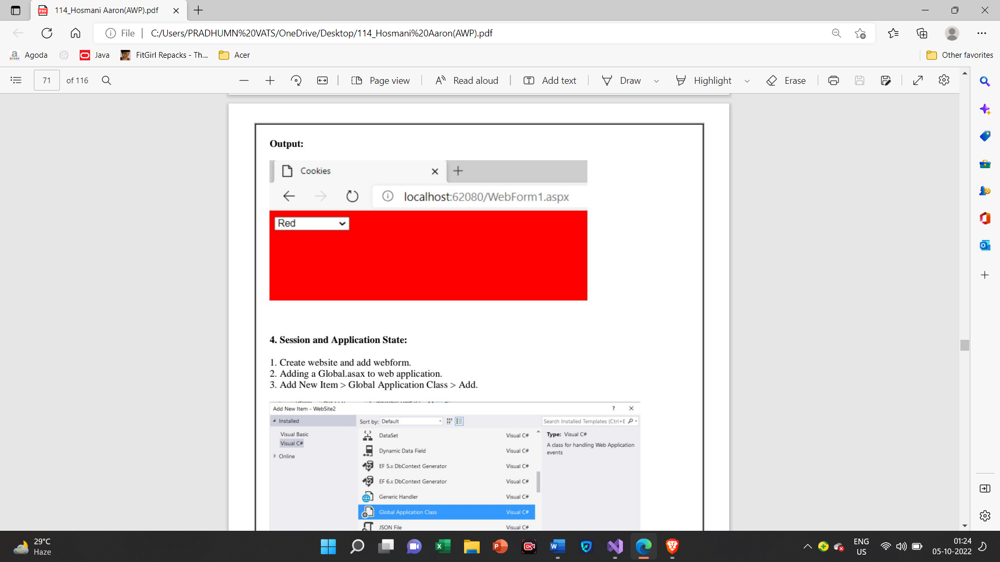 114_Hosmani Aaron(AWP).pdf
File
C:/Users/PRADHUMN%20VATS/OneDrive/Desktop/114_Hosmani%20Aaron(AWP).pdf
Agoda
Java
FitGirl Repacks - Th...
Acer
Other favorites
71 of 116
Page view
Read aloud
Add text
Draw
Highlight
Erase
Output:
Cookies
localhost:62080/WebForm1.aspx
Red
4. Session and Application State:
1. Create website and add webform.
2. Adding a Global.asax to web application.
3. Add New Item > Global Application Class > Add.
Add New Item - WebSite2
Installed
Sort by: Default
Search Installed Templates (Ctrl+E
Visual Basic
Visual C#
Online
DataSet Visual C#
Dynamic Data Field Visual C#
EF 5.x DbContext Generator Visual C#
EF 6.x DbContext Generator Visual C#
Generic Handler Visual C#
Global Application Class Visual C#
JSON File Visual C#
Type: Visual C#
A class for handling Web Application
events
29°C
Haze
ENG
US
01:24
05-10-2022